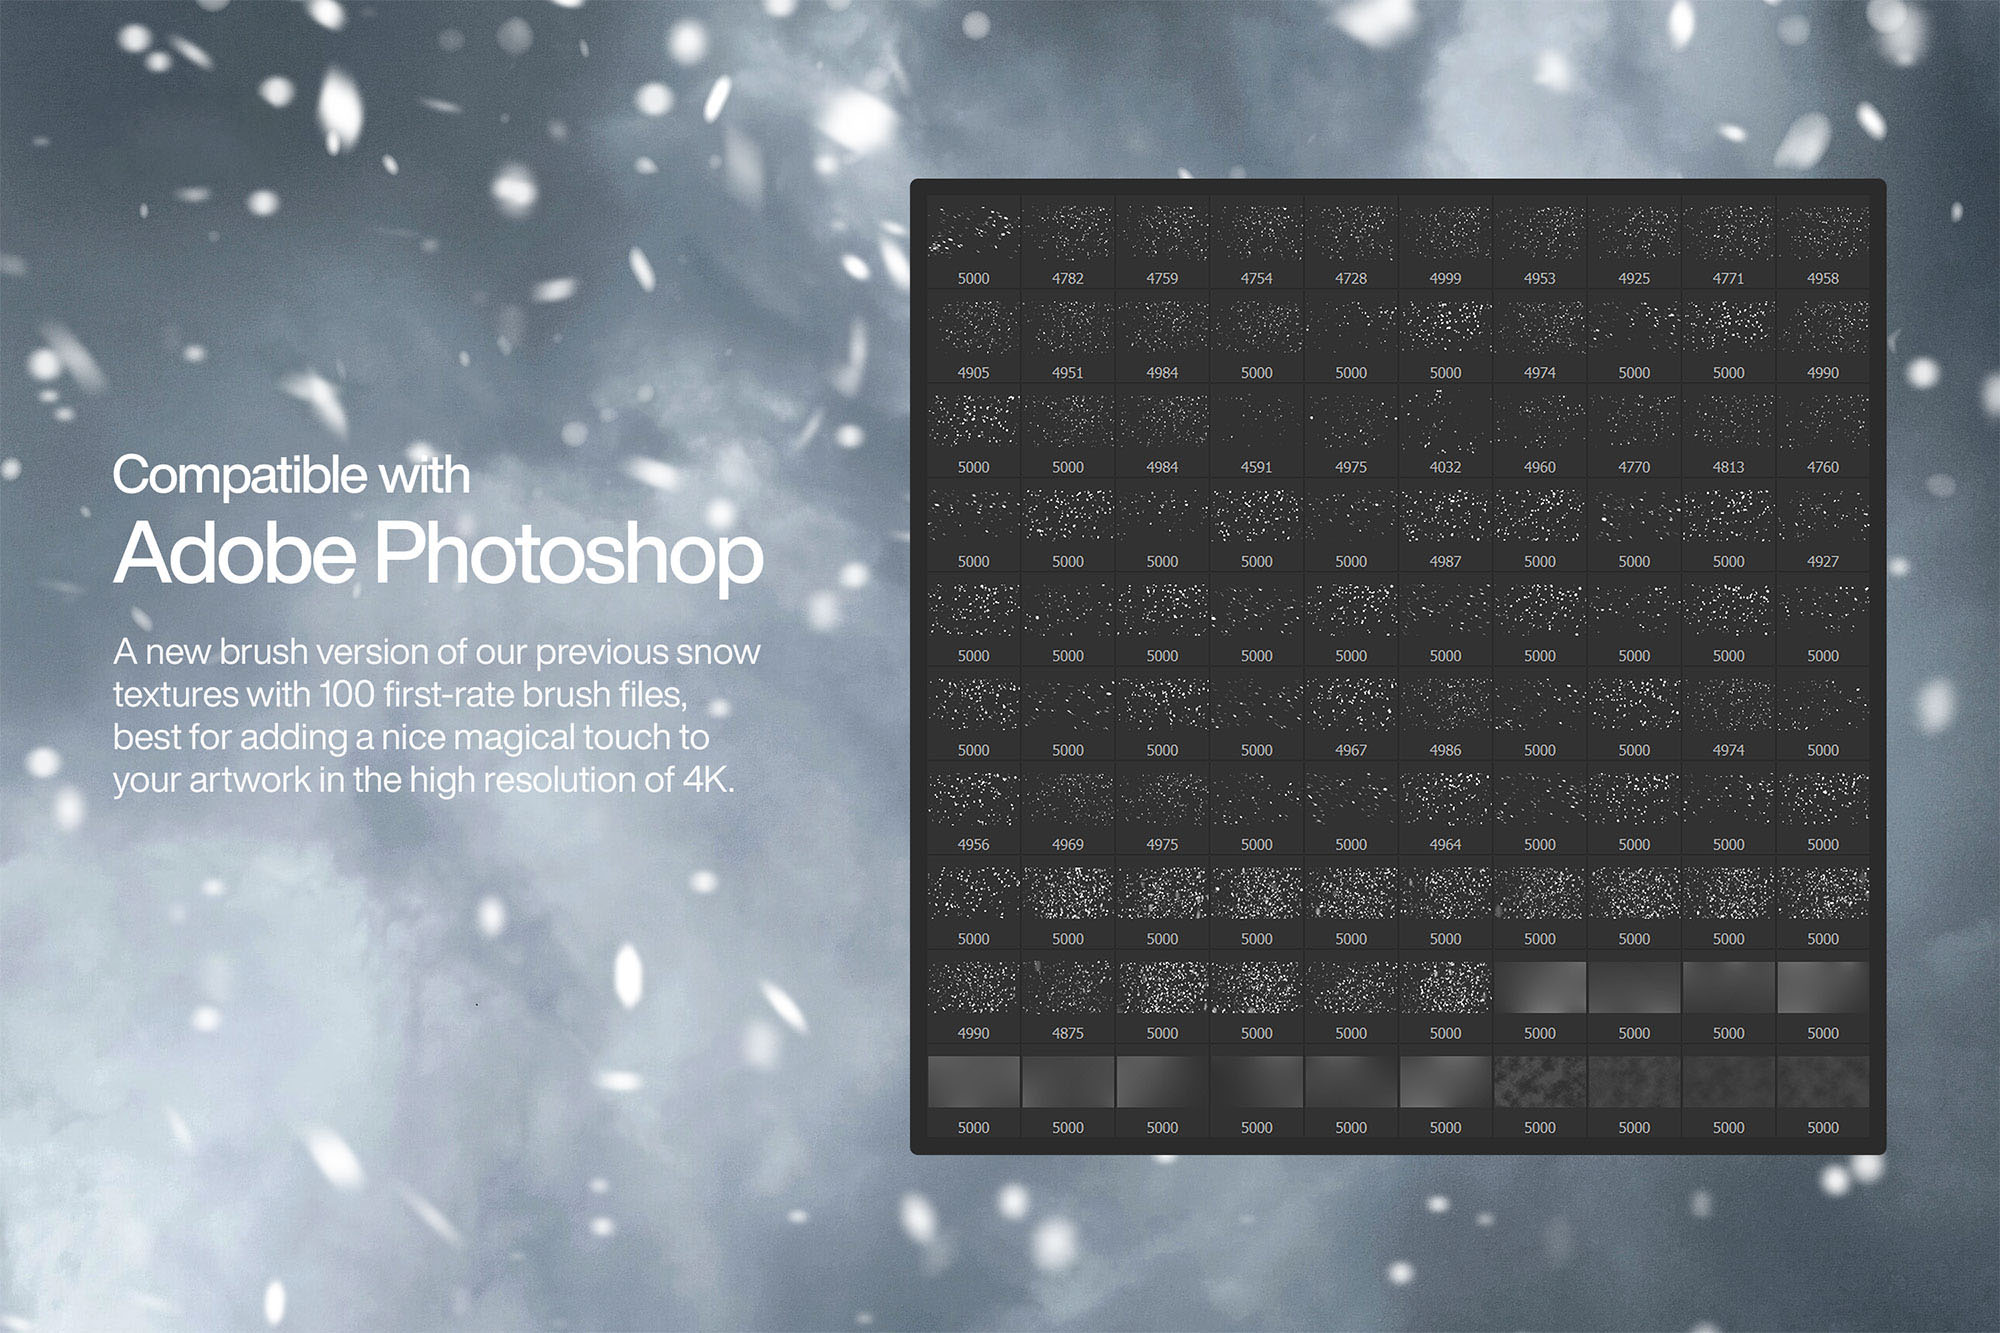 Compatible with
Adobe Photoshop
A new brush version of our previous snow
textures with 100 first-rate brush files,
best for adding a nice magical touch to
your artwork in the high resolution of 4K.
5000 4782 4759 4754 4728 4999 4953 4925 4771 4958
4905 4951 4984 5000 5000 5000 4974 5000 5000 4990
5000 5000 4984 4591 4975 4032 4960 4770 4813 4760
5000 5000 5000 5000 5000 4987 5000 5000 5000 4927
5000 5000 5000 5000 5000 5000 5000 5000 5000 5000
5000 5000 5000 5000 4967 4986 5000 5000 4974 5000
4956 4969 4975 5000 5000 4964 5000 5000 5000 5000
5000 5000 5000 5000 5000 5000 5000 5000 5000 5000
4990 4875 5000 5000 5000 5000 5000 5000 5000 5000
5000 5000 5000 5000 5000 5000 5000 5000 5000 5000